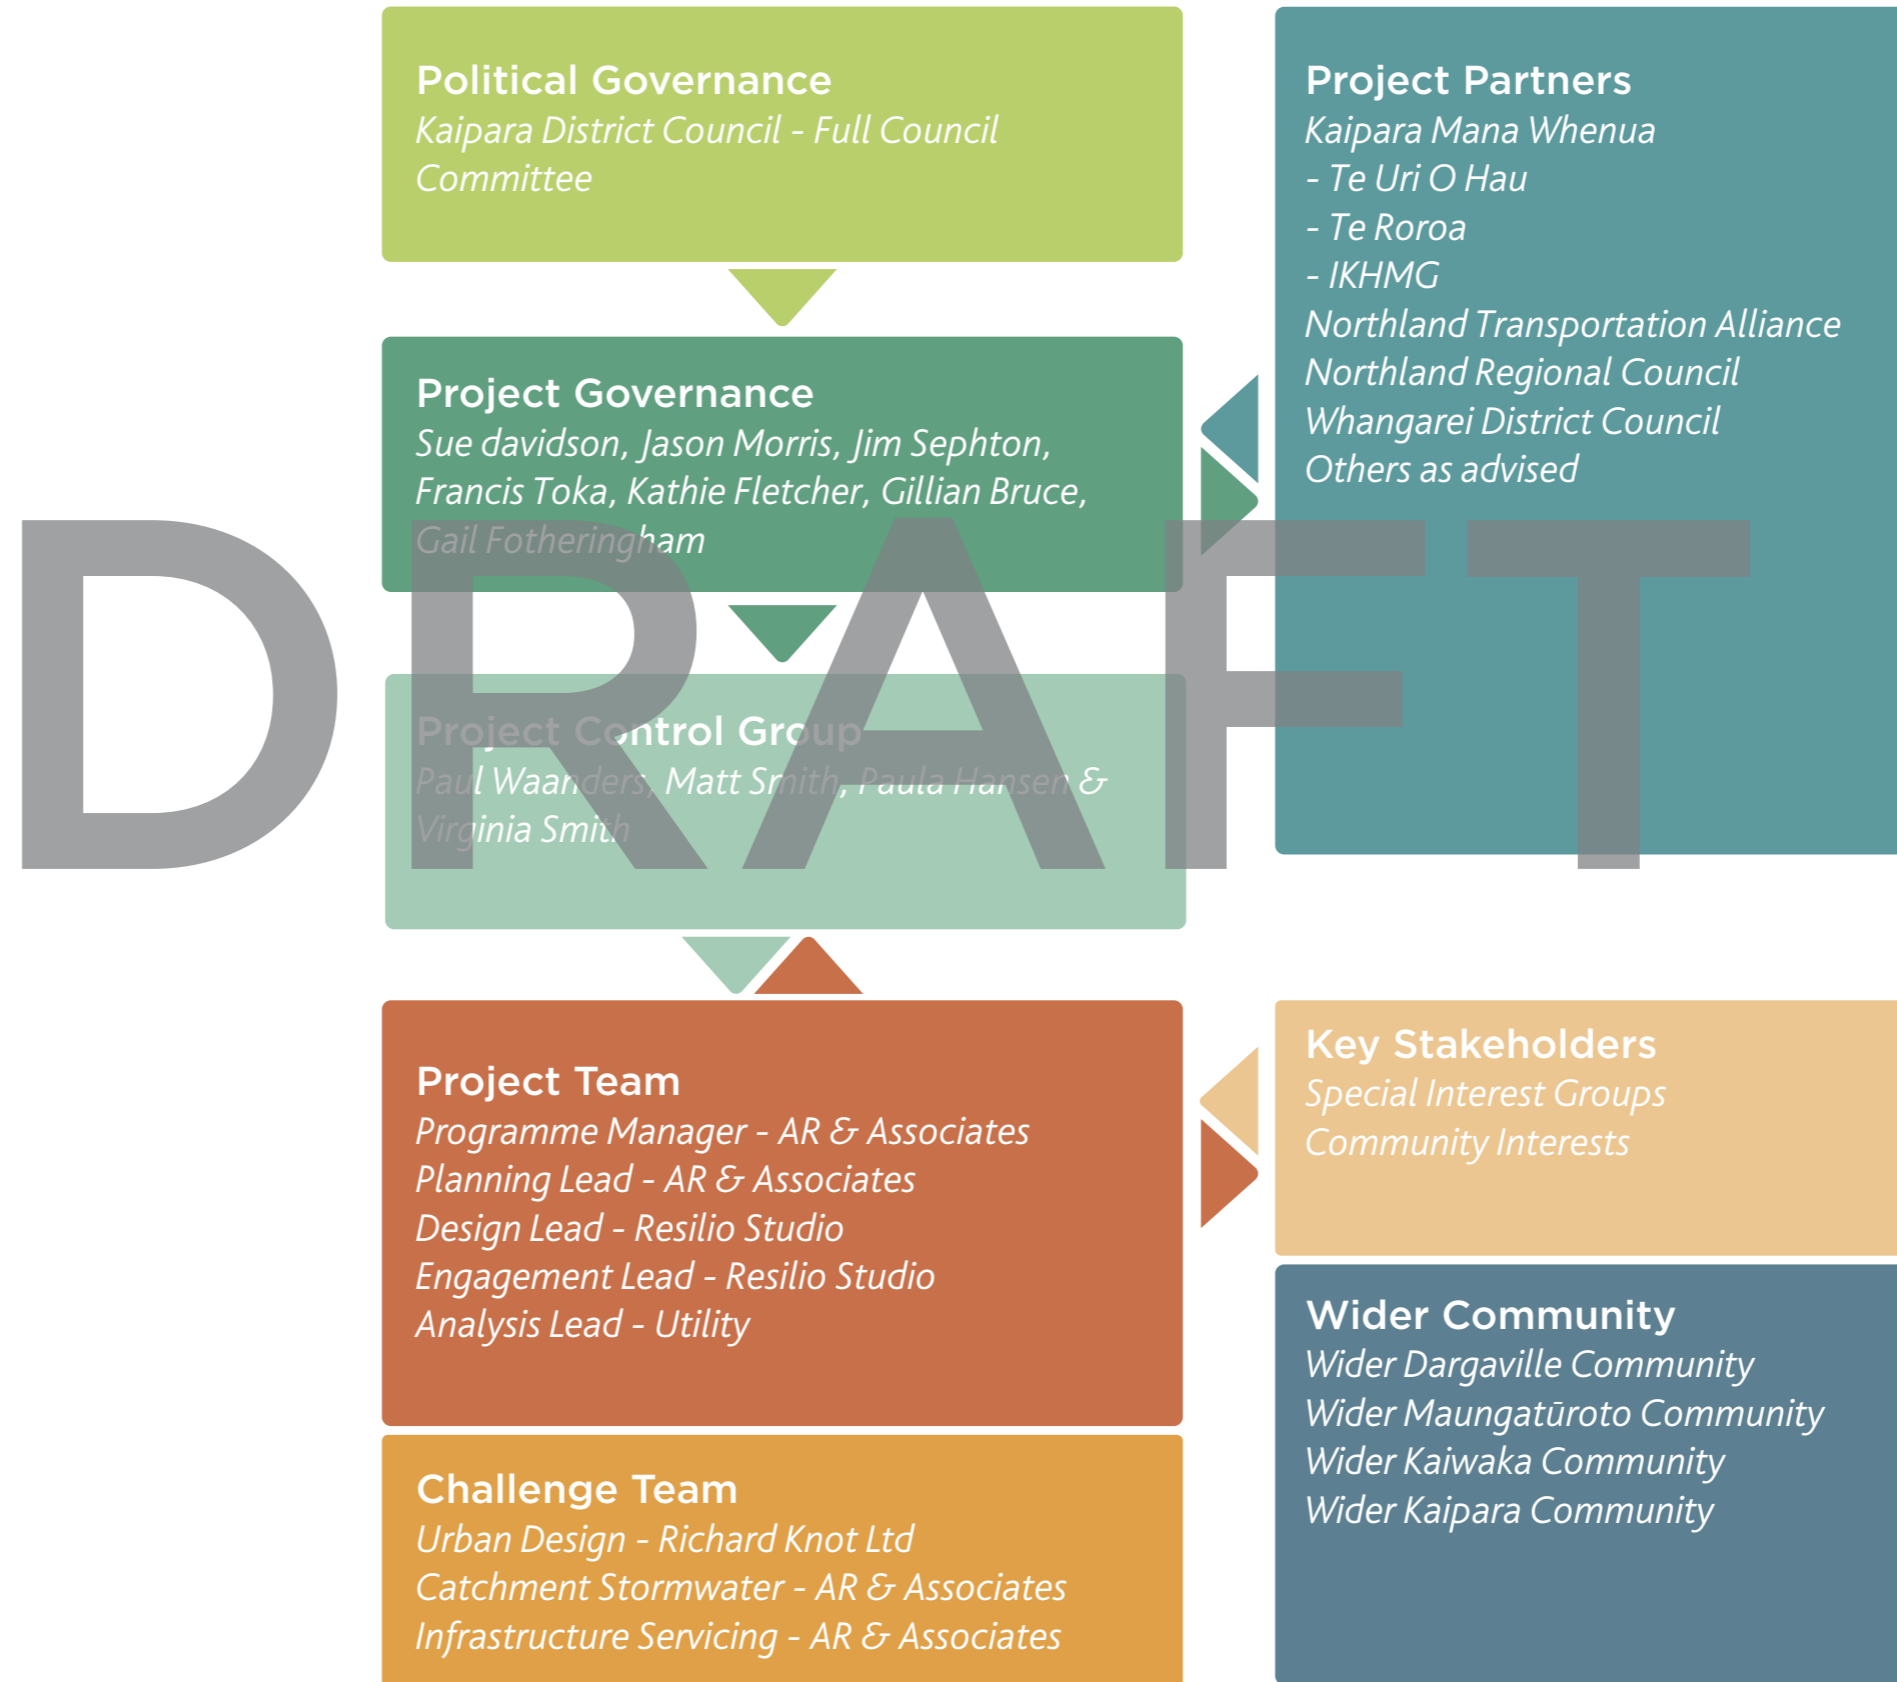 Political Governance
Kaipara District Council - Full Council
Committee
Project Governance
Sue davidson, Jason Morris, Jim Sephton,
Francis Toka, Kathie Fletcher, Gillian Bruce,
Gail Fotheringham
Project Control Group
Paul Waanders, Matt Smith, Paula Hansen &
Virginia Smith
Project Team
Programme Manager - AR & Associates
Planning Lead - AR & Associates
Design Lead - Resilio Studio
Engagement Lead - Resilio Studio
Analysis Lead - Utility
Challenge Team
Urban Design - Richard Knot Ltd
Catchment Stormwater - AR & Associates
Infrastructure Servicing - AR & Associates
Project Partners
Kaipara Mana Whenua
- Te Uri O Hau
- Te Roroa
- IKHMG
Northland Transportation Alliance
Northland Regional Council
Whangarei District Council
Others as advised
Key Stakeholders
Special Interest Groups
Community Interests
Wider Community
Wider Dargaville Community
Wider Maungatūroto Community
Wider Kaiwaka Community
Wider Kaipara Community
DRAFT